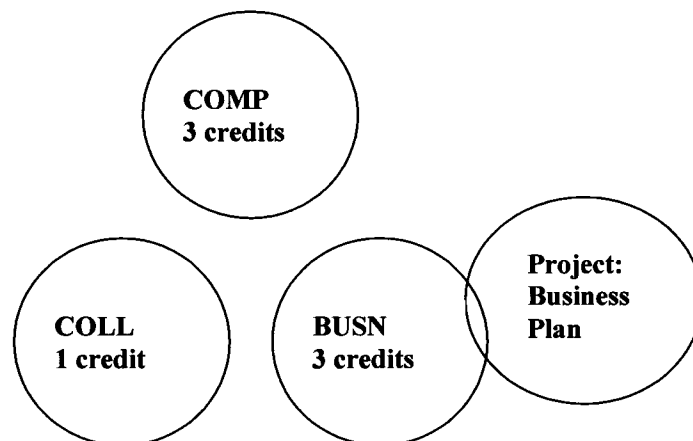 COMP
3 credits
Project:
Business
Plan
COLL
1 credit
BUSN
3 credits